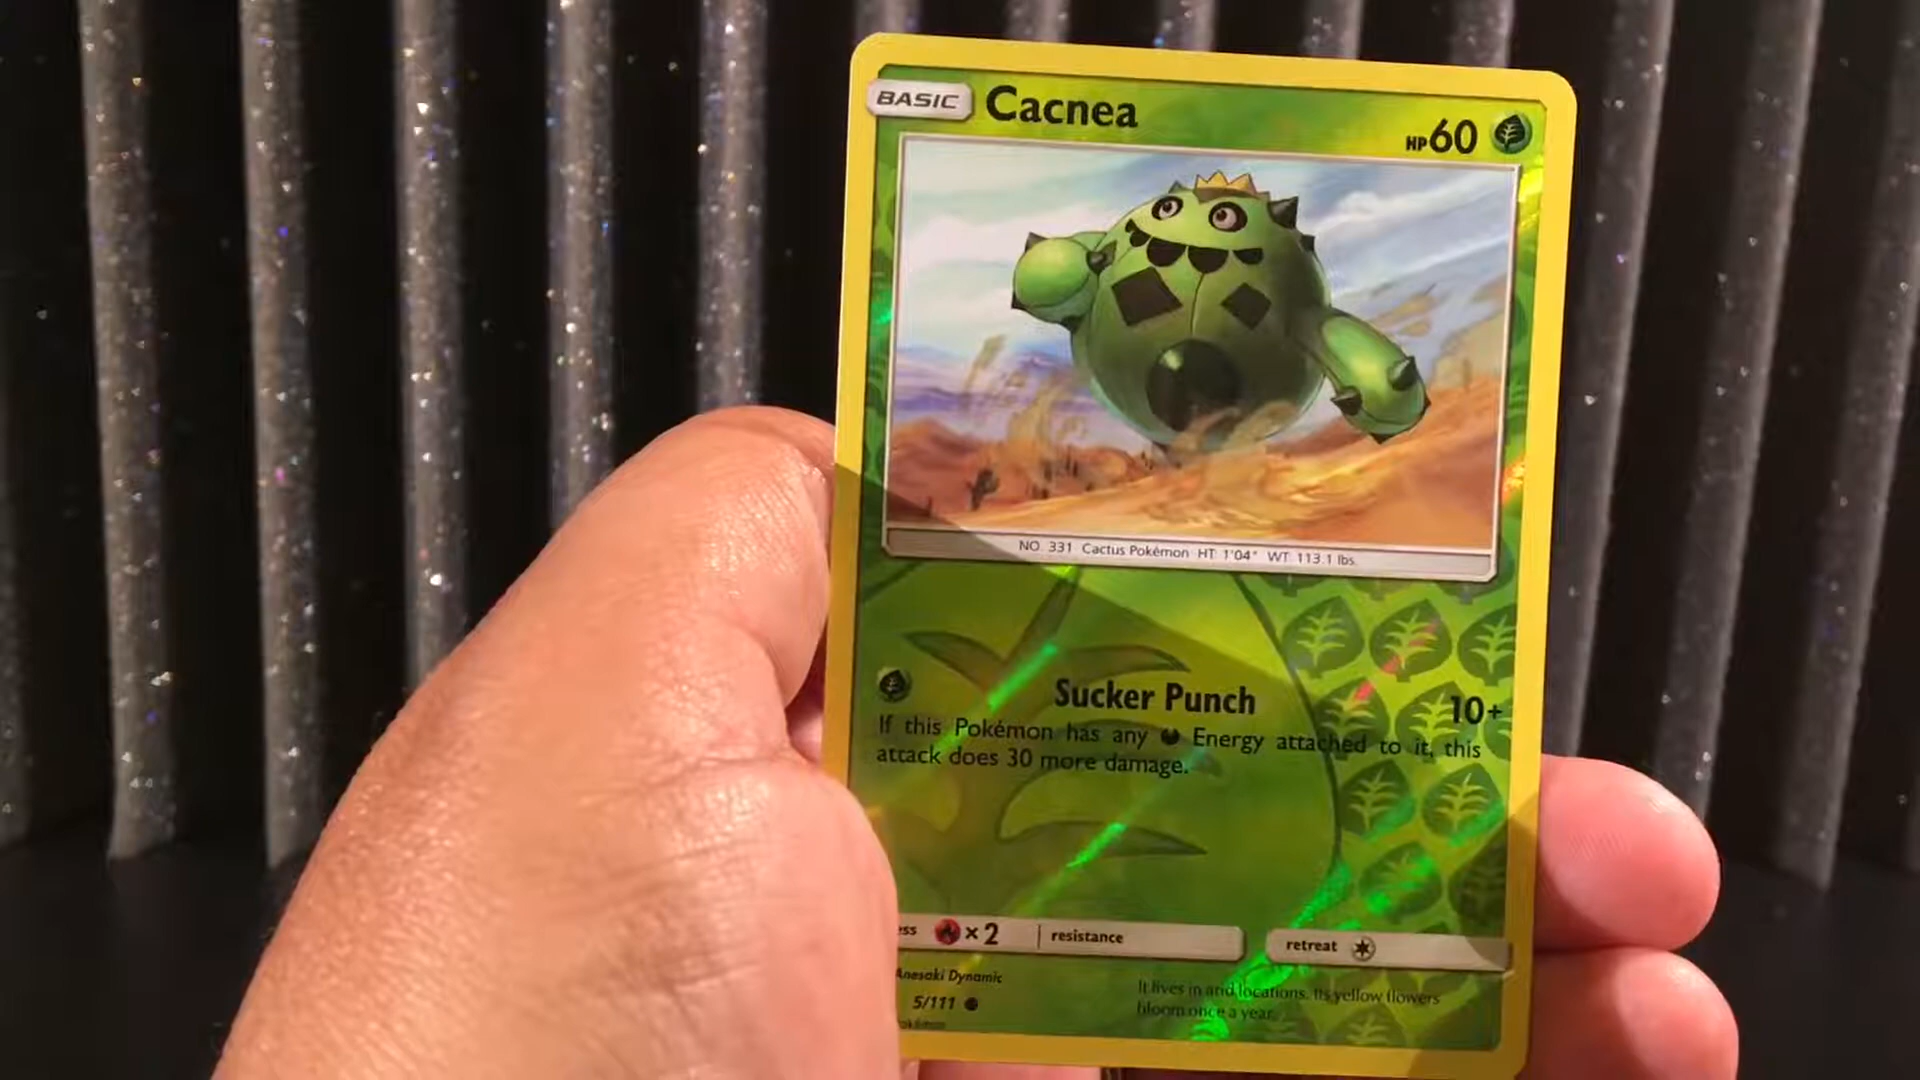 BASIC Cacnea HP60
NO. 331 Cactus Pokémon HT: 1'04" WT: 113.1 lbs.
Sucker Punch 10+
If this Pokémon has any Energy attached to it, this
attack does 30 more damage.
×2 resistance retreat
Anesaki Dynamic
5/111
It lives in arid locations. Its yellow flowers
bloom once a year.
Pokémon